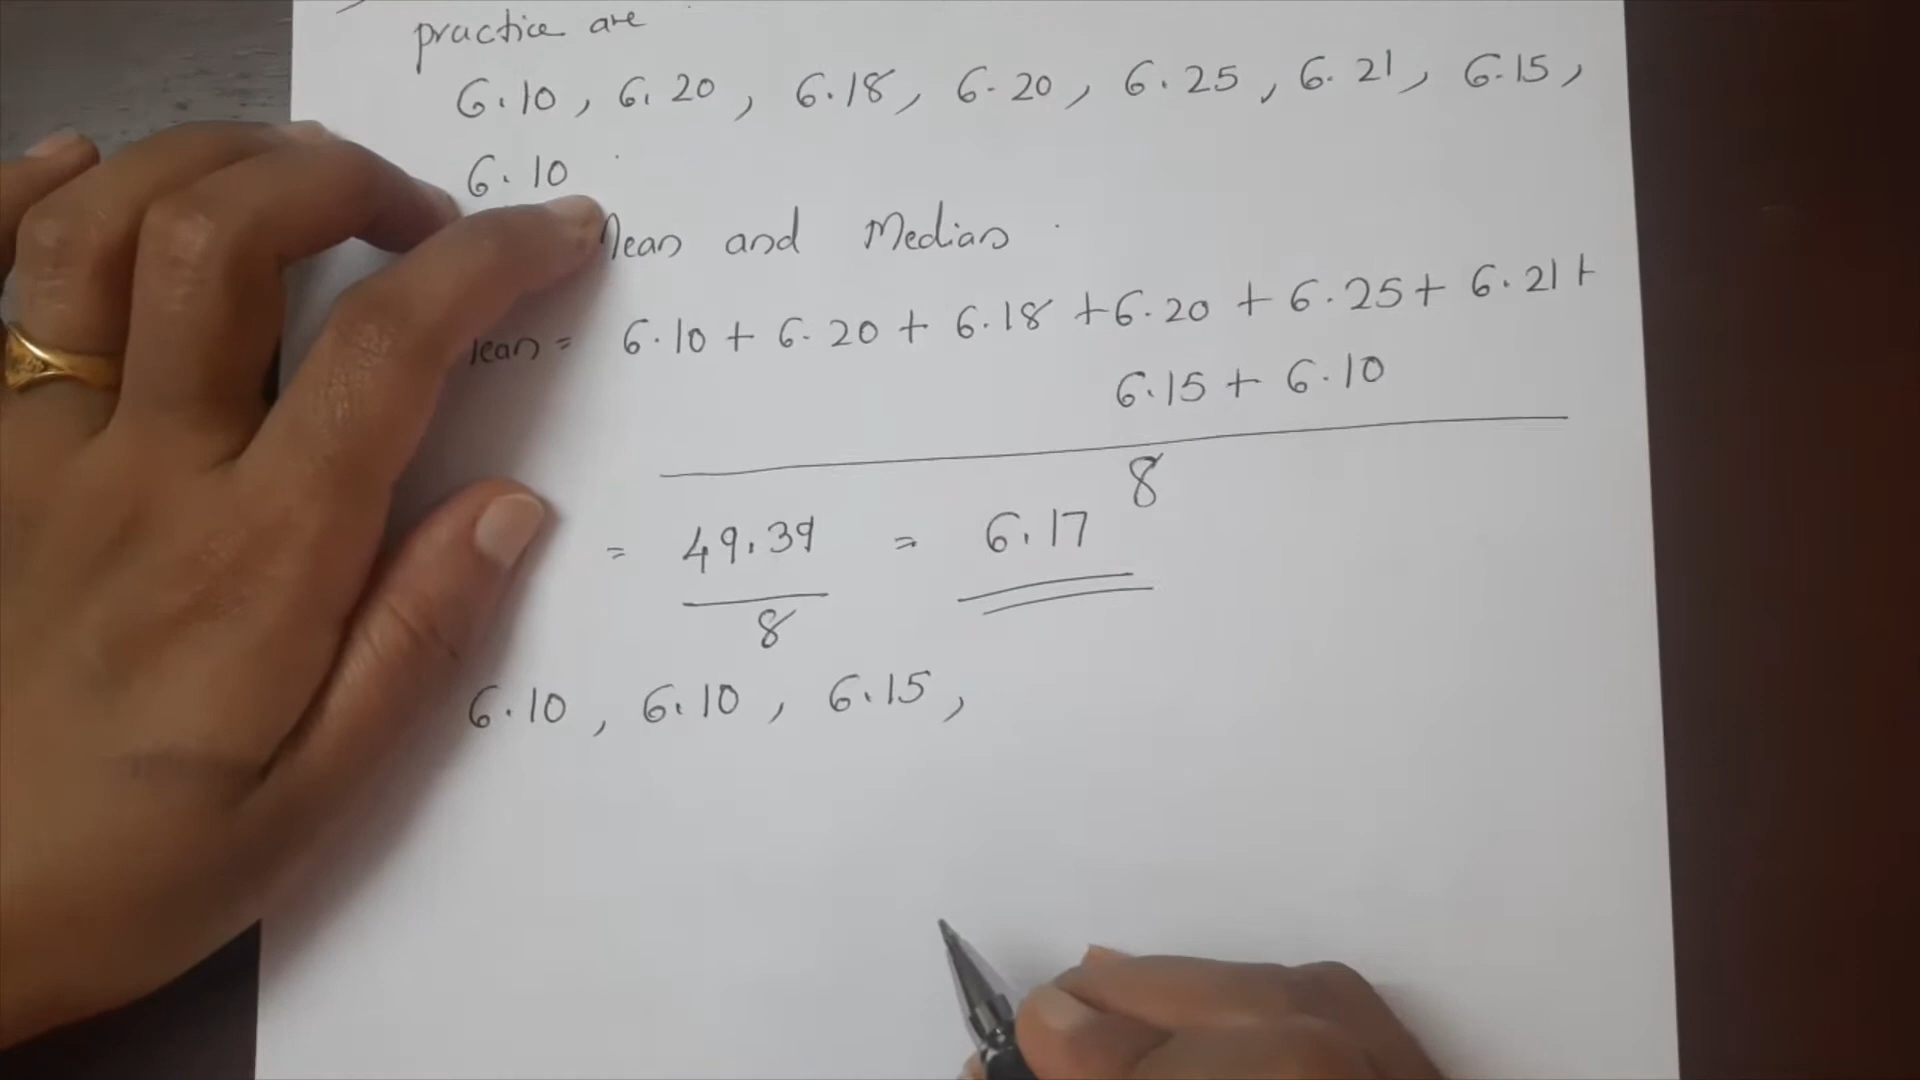 practice are
6.10, 6.20, 6.18, 6.20, 6.25, 6.21, 6.15,
6.10
Mean and Median
lean = 6.10 + 6.20 + 6.18 + 6.20 + 6.25 + 6.21 +
6.15 + 6.10
8
= 49.39 = 6.17
8
6.10, 6.10, 6.15,